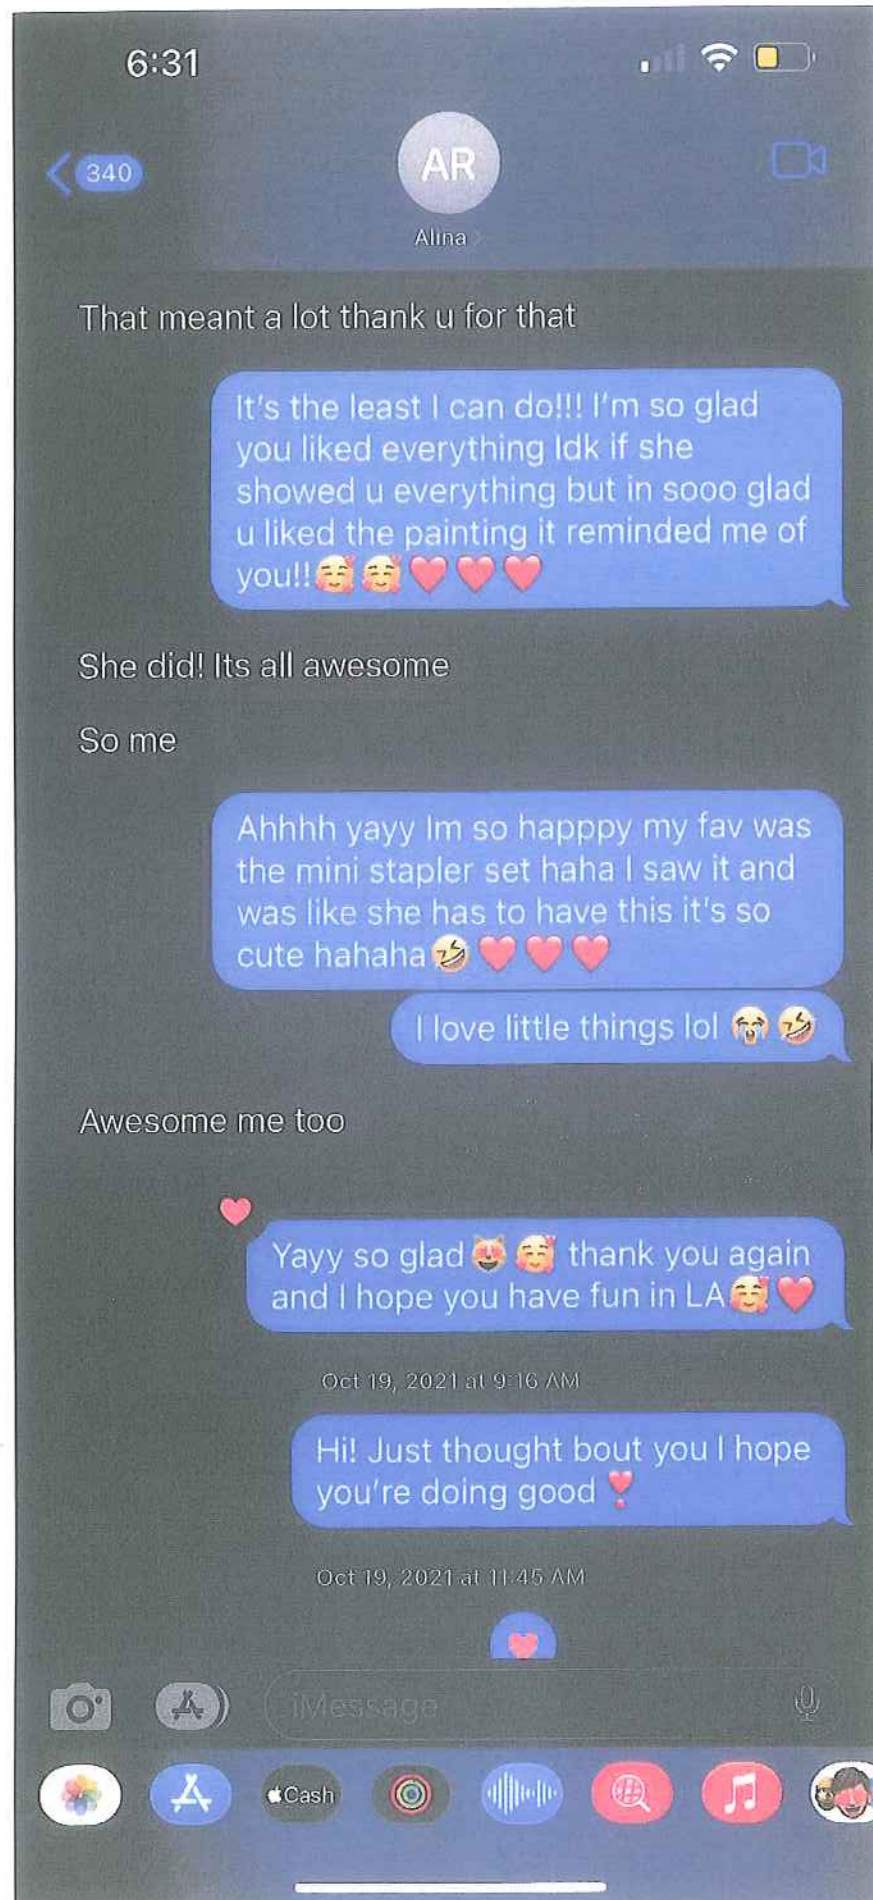 6:31
340
AR
Alina
That meant a lot thank u for that
It's the least I can do!!! I'm so glad
you liked everything Idk if she
showed u everything but in sooo glad
u liked the painting it reminded me of
you!!🥰🥰❤️❤️❤️
She did! Its all awesome
So me
Ahhhh yayy Im so happpy my fav was
the mini stapler set haha I saw it and
was like she has to have this it's so
cute hahaha🤣❤️❤️❤️
I love little things lol 😭🤣
Awesome me too
Yayy so glad😻🥰 thank you again
and I hope you have fun in LA🥰❤️
Oct 19, 2021 at 9:16 AM
Hi! Just thought bout you I hope
you're doing good ❣️
Oct 19, 2021 at 11:45 AM
iMessage
Cash